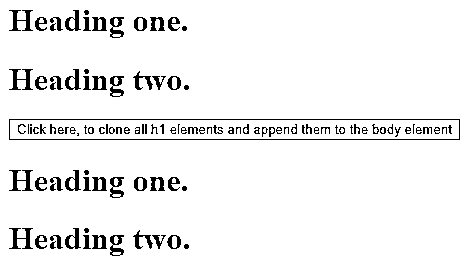 Heading one.
Heading two.
Click here, to clone all h1 elements and append them to the body element
Heading one.
Heading two.